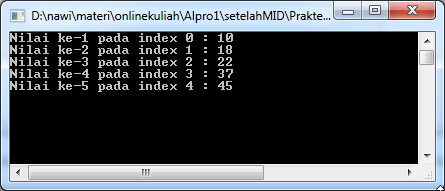 D:\nawi\materi\onlinekuliah\Alpro1\setelahMID\Prakte...
Nilai ke-1 pada index 0 : 10
Nilai ke-2 pada index 1 : 18
Nilai ke-3 pada index 2 : 22
Nilai ke-4 pada index 3 : 37
Nilai ke-5 pada index 4 : 45